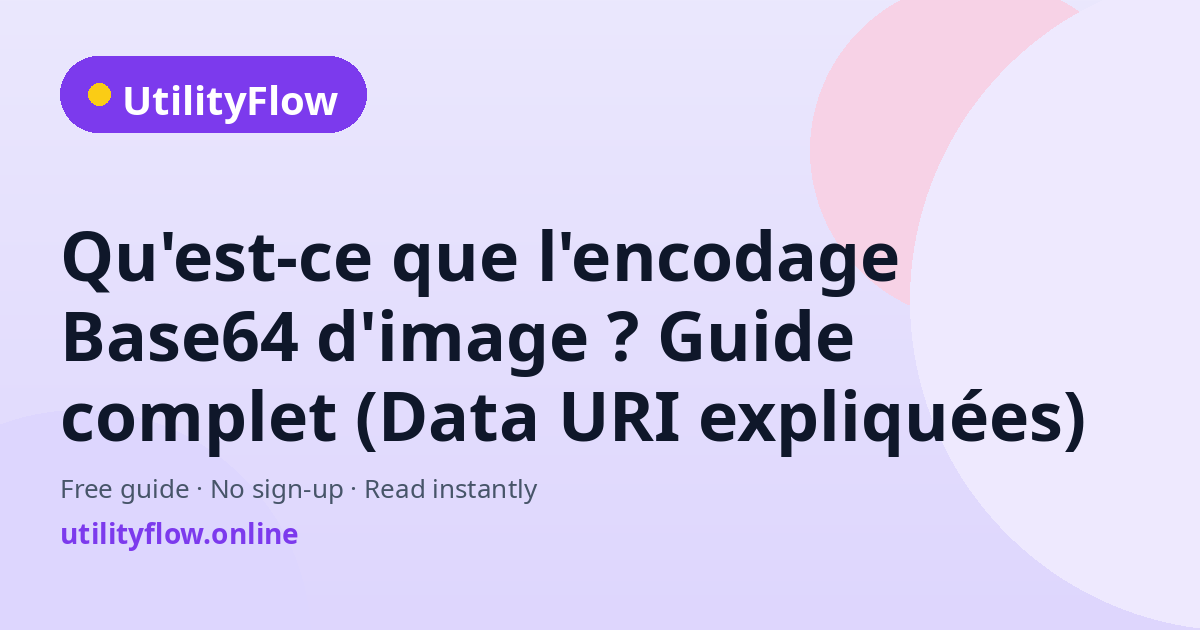 UtilityFlow
Qu'est-ce que l'encodage
Base64 d'image ? Guide
complet (Data URI expliquées)
Free guide · No sign-up · Read instantly
utilityflow.online